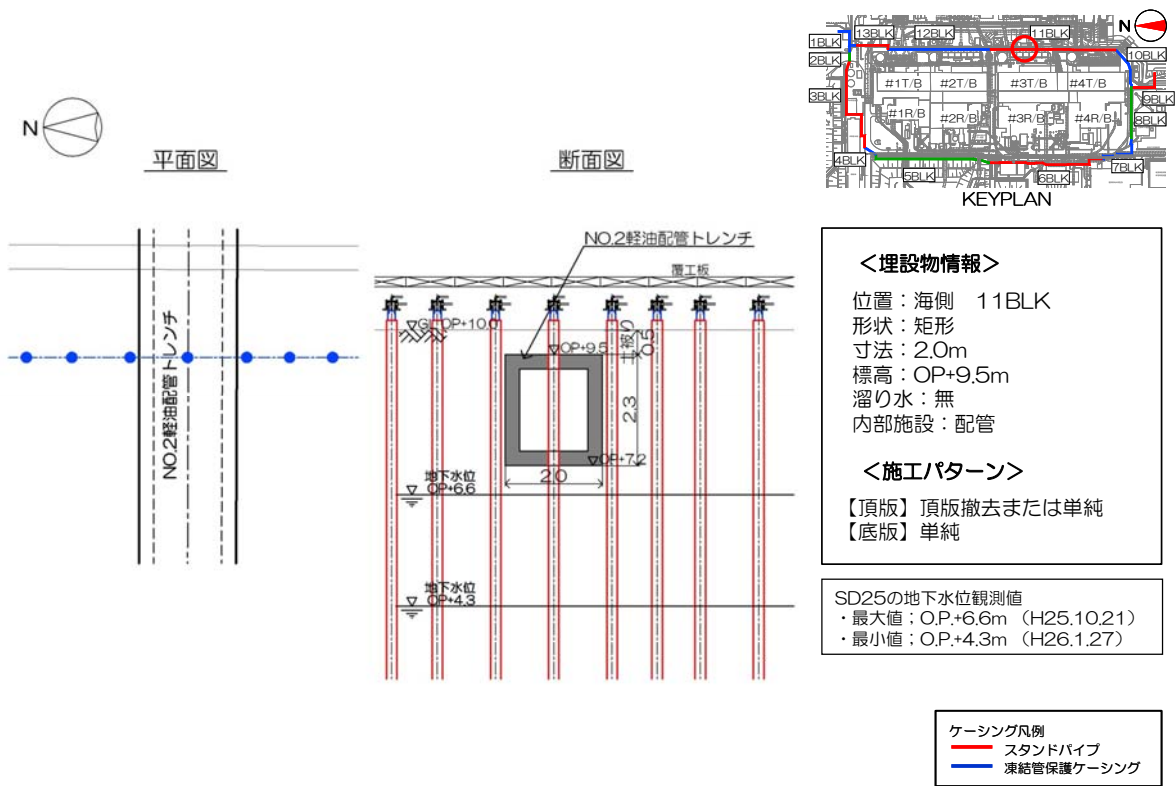 N
平面図
NO.2軽油配管トレンチ
断面図
NO.2軽油配管トレンチ
覆工板
GL OP+10.0
土被り
0.5
OP+9.5
2.3
OP+7.2
2.0
地下水位
OP+6.6
地下水位
OP+4.3
N
1BLK
13BLK
12BLK
11BLK
2BLK
10BLK
3BLK
#1T/B
#2T/B
#3T/B
#4T/B
9BLK
#1R/B
#2R/B
#3R/B
#4R/B
8BLK
4BLK
5BLK
6BLK
7BLK
KEYPLAN
<埋設物情報>
位置：海側　11BLK
形状：矩形
寸法：2.0m
標高：OP+9.5m
溜り水：無
内部施設：配管
<施工パターン>
【頂版】頂版撤去または単純
【底版】単純
SD25の地下水位観測値
・最大値；O.P.+6.6m （H25.10.21）
・最小値；O.P.+4.3m （H26.1.27）
ケーシング凡例
スタンドパイプ
凍結管保護ケーシング